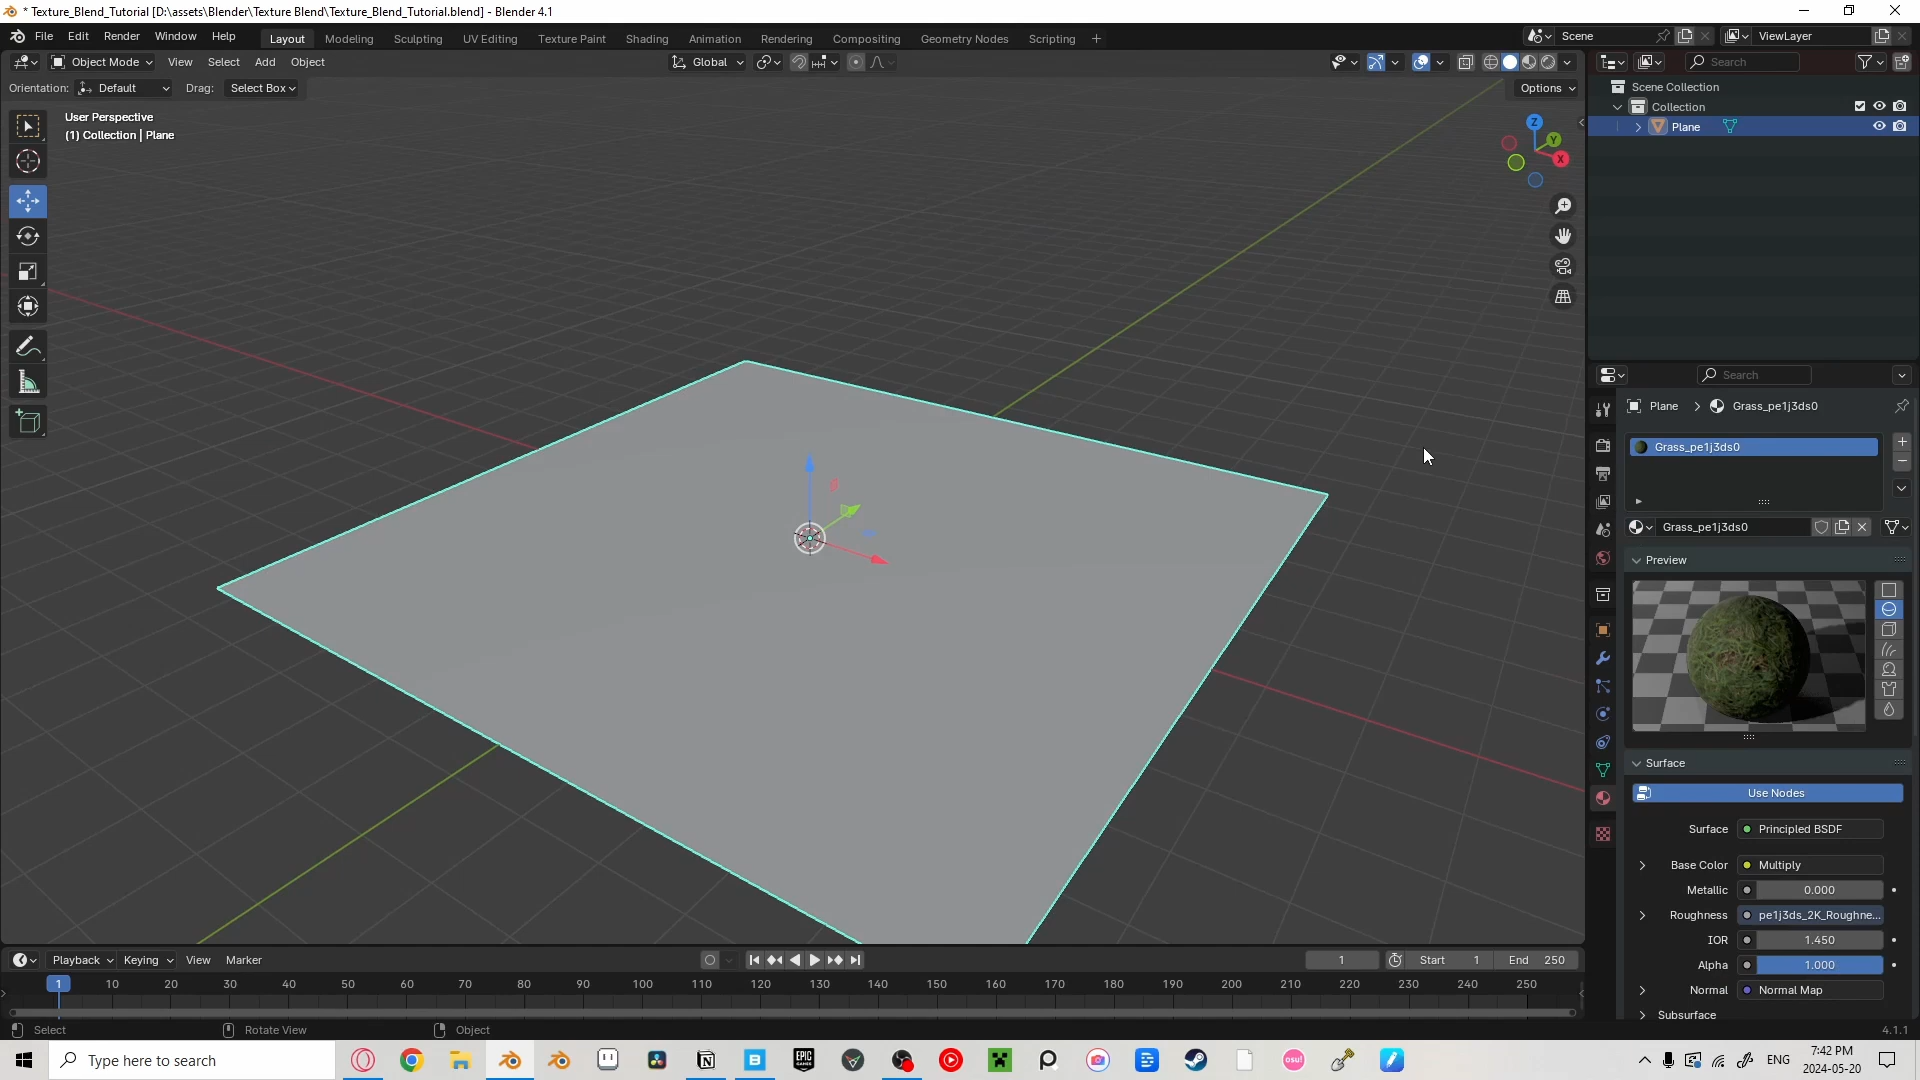 * Texture_Blend_Tutorial [D:\assets\Blender\Texture Blend\Texture_Blend_Tutorial.blend] - Blender 4.1
File Edit Render Window Help Layout Modeling Sculpting UV Editing Texture Paint Shading Animation Rendering Compositing Geometry Nodes Scripting + Scene ViewLayer
Object Mode View Select Add Object Global Search
Orientation: Default Drag: Select Box Options
Scene Collection
Collection
Plane
User Perspective
(1) Collection | Plane
Z
Y
X
Search
Plane > Grass_pe1j3ds0
Grass_pe1j3ds0
Grass_pe1j3ds0
Preview
Surface
Use Nodes
Surface Principled BSDF
Base Color Multiply
Metallic 0.000
Roughness pe1j3ds_2K_Roughne...
IOR 1.450
Alpha 1.000
Normal Normal Map
Subsurface
Playback Keying View Marker 1 Start 1 End 250
1 10 20 30 40 50 60 70 80 90 100 110 120 130 140 150 160 170 180 190 200 210 220 230 240 250
Select Rotate View Object 4.1.1
Type here to search EPIC GAMES osu! ENG 7:42 PM
2024-05-20